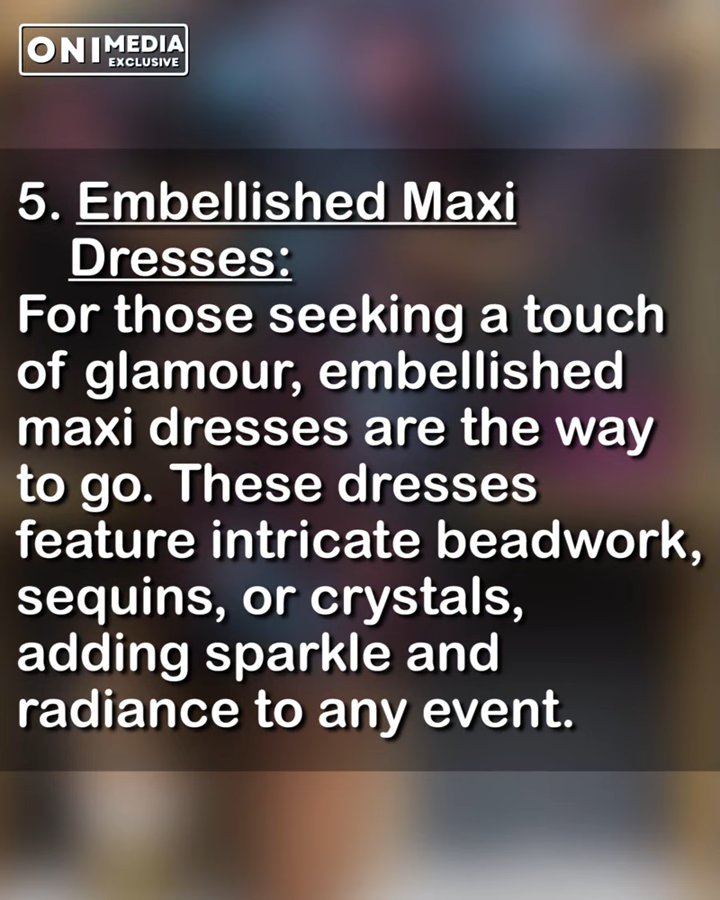 ONI MEDIA
EXCLUSIVE
5. Embellished Maxi
Dresses:
For those seeking a touch
of glamour, embellished
maxi dresses are the way
to go. These dresses
feature intricate beadwork,
sequins, or crystals,
adding sparkle and
radiance to any event.